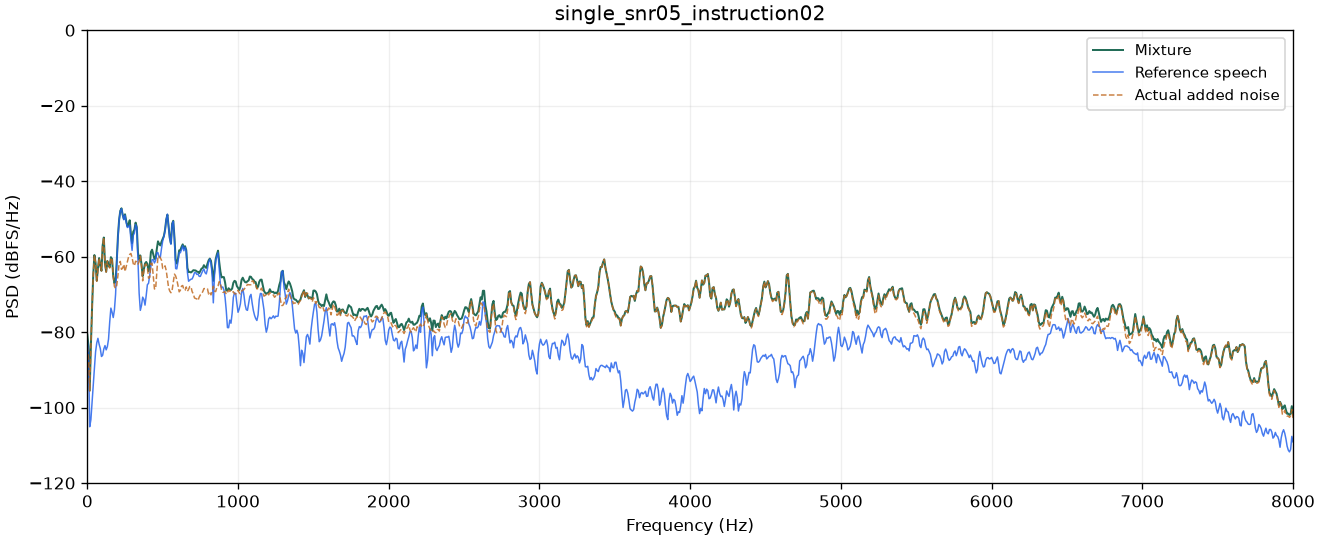 single_snr05_instruction02
Mixture
Reference speech
Actual added noise
PSD (dBFS/Hz)
0
−20
−40
−60
−80
−100
−120
0 1000 2000 3000 4000 5000 6000 7000 8000
Frequency (Hz)